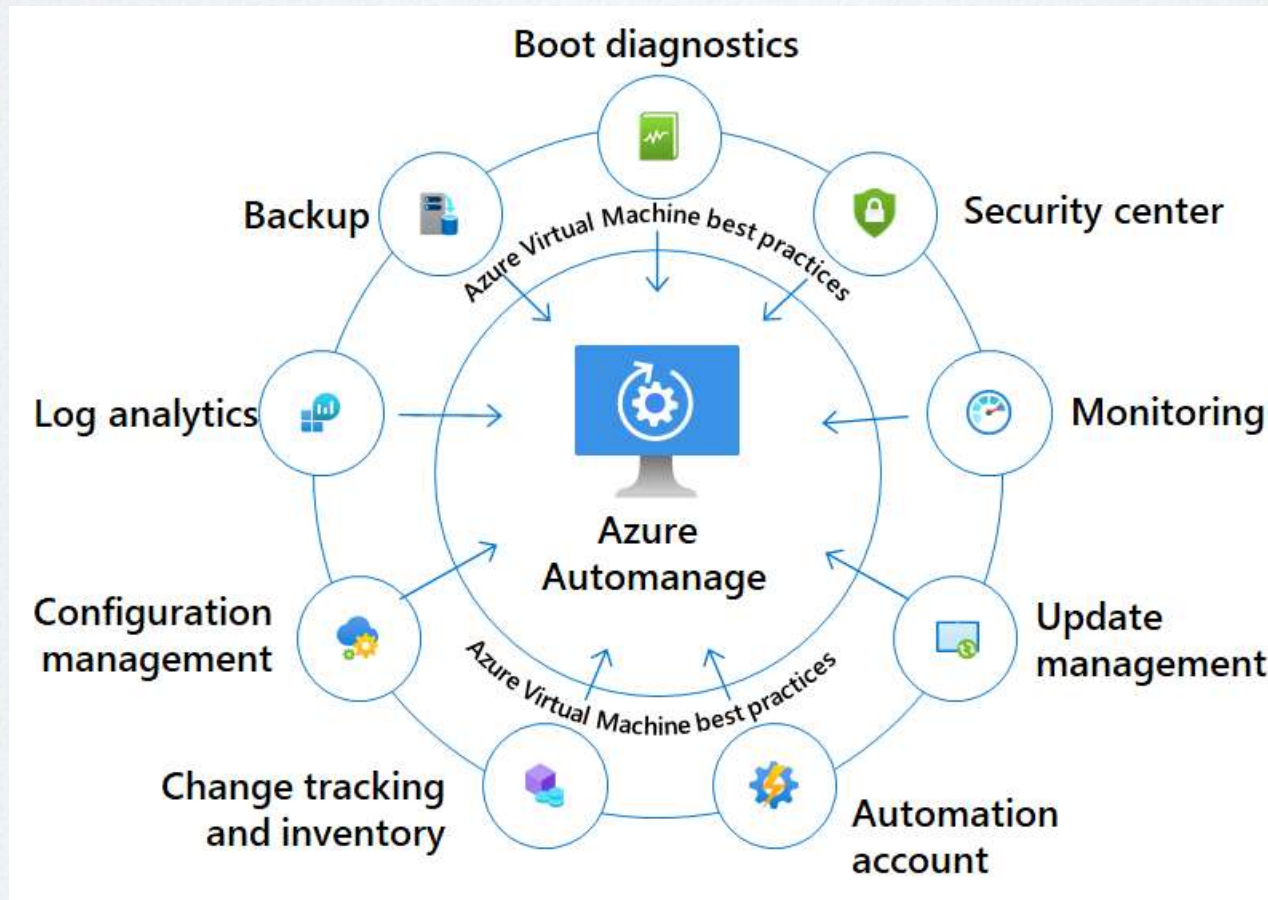 Boot diagnostics
Backup
Security center
Azure Virtual Machine best practices
Log analytics
Monitoring
Azure
Automanage
Configuration
management
Update
management
Azure Virtual Machine best practices
Change tracking
and inventory
Automation
account